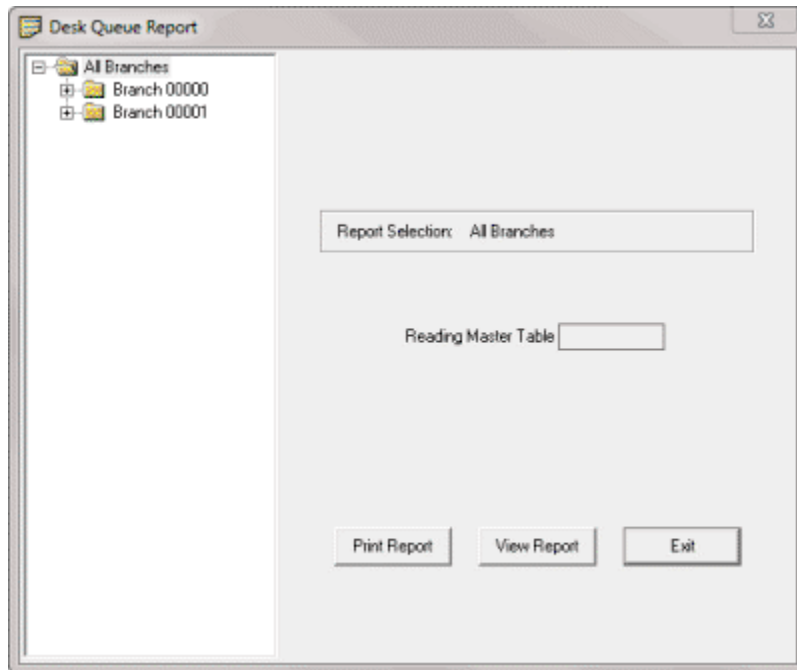 Desk Queue Report
All Branches
Branch 00000
Branch 00001
Report Selection: All Branches
Reading Master Table
Print Report View Report Exit